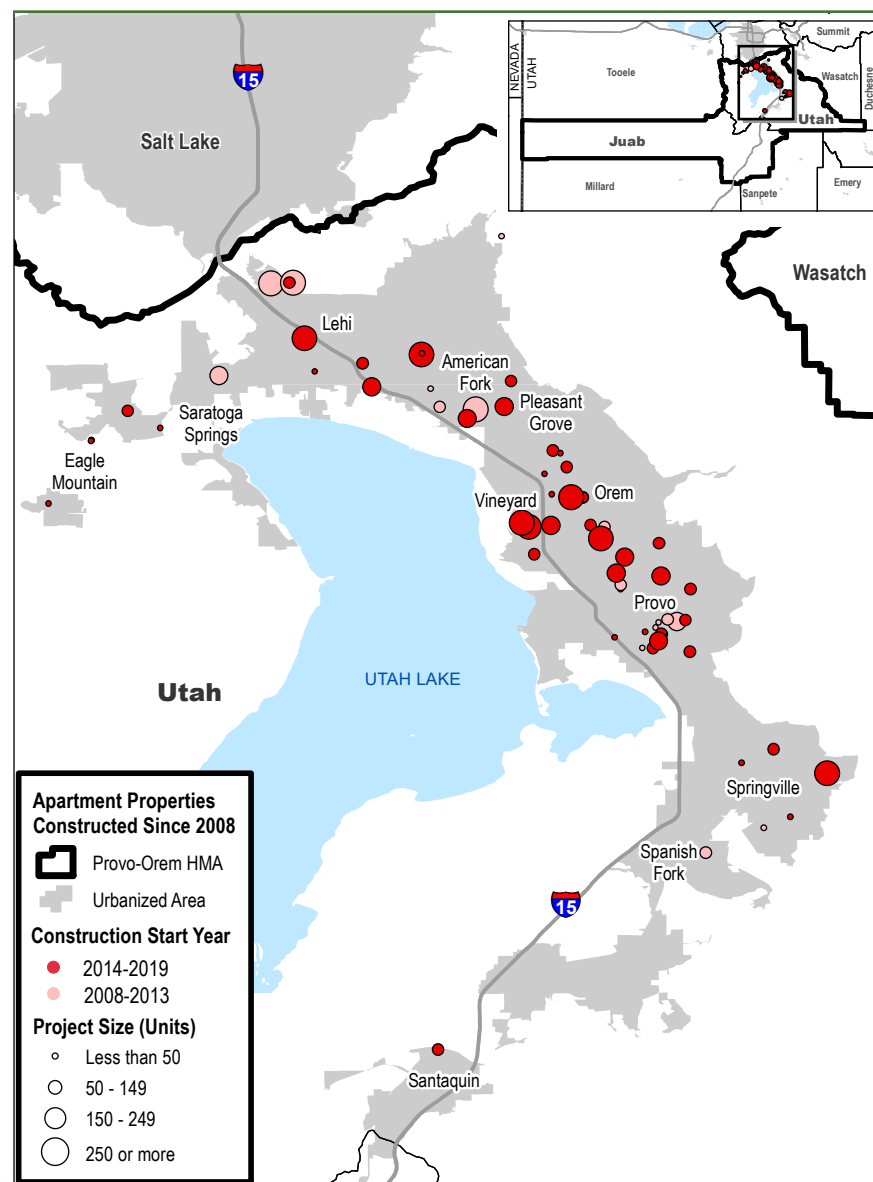 15
Salt Lake
NEVADA
UTAH
Tooele
Summit
Wasatch
Duchesne
Utah
Juab
Millard
Sanpete
Emery
Wasatch
Lehi
American
Fork
Pleasant
Grove
Saratoga
Springs
Eagle
Mountain
Vineyard
Orem
Provo
Utah
UTAH LAKE
Springville
Spanish
Fork
15
Santaquin
Apartment Properties
Constructed Since 2008
Provo-Orem HMA
Urbanized Area
Construction Start Year
2014-2019
2008-2013
Project Size (Units)
Less than 50
50 - 149
150 - 249
250 or more